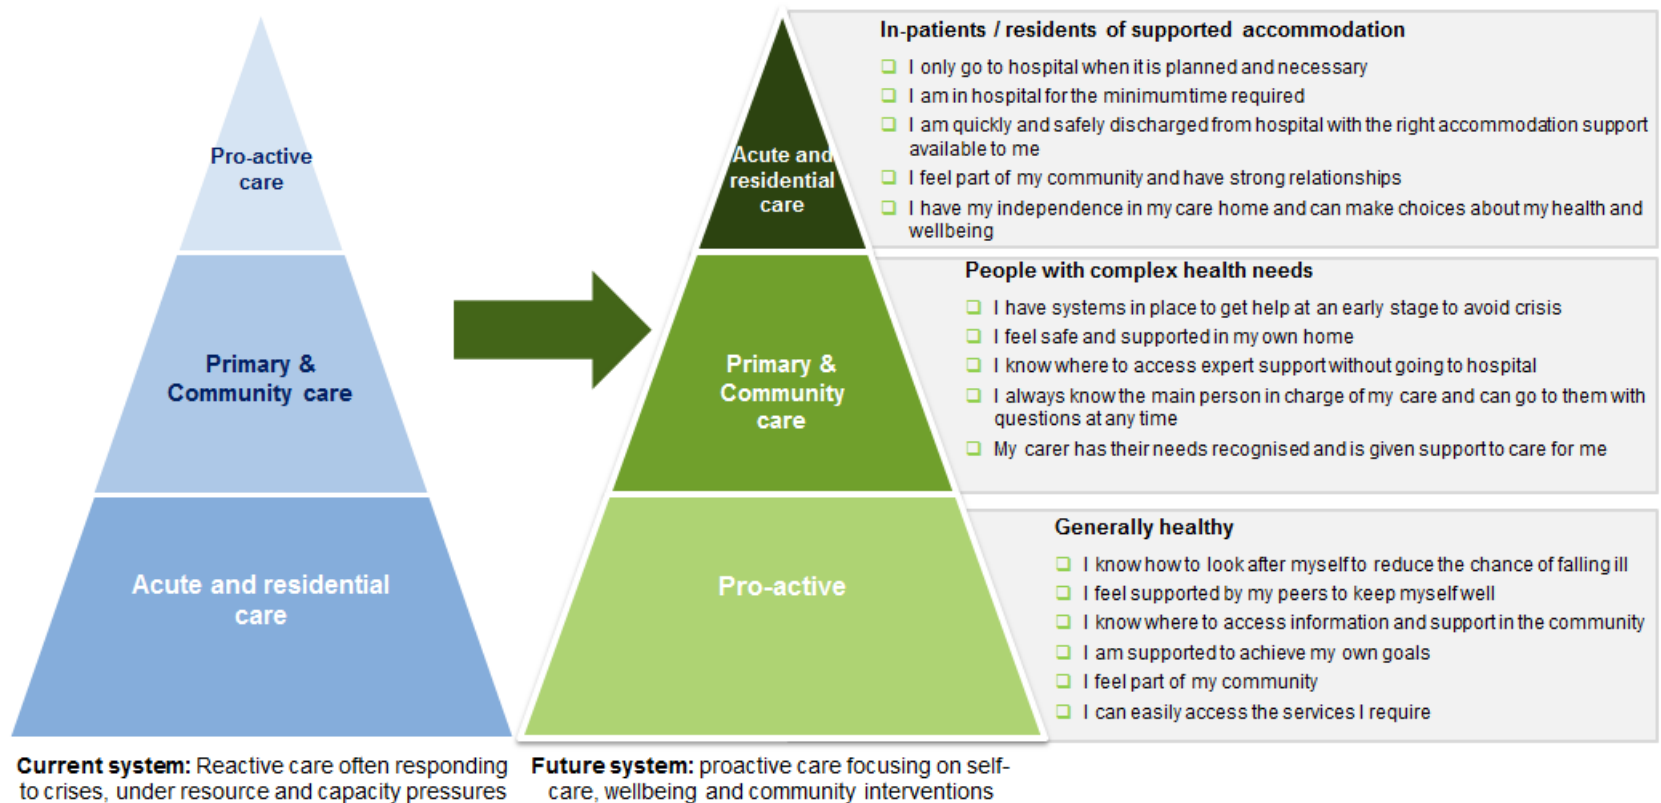 Pro-active
care
Primary &
Community care
Acute and residential
care
Current system: Reactive care often responding
to crises, under resource and capacity pressures
Acute and
residential
care
Primary &
Community
care
Pro-active
Future system: proactive care focusing on self-
care, wellbeing and community interventions
In-patients / residents of supported accommodation
I only go to hospital when it is planned and necessary
I am in hospital for the minimum time required
I am quickly and safely discharged from hospital with the right accommodation support
available to me
I feel part of my community and have strong relationships
I have my independence in my care home and can make choices about my health and
wellbeing
People with complex health needs
I have systems in place to get help at an early stage to avoid crisis
I feel safe and supported in my own home
I know where to access expert support without going to hospital
I always know the main person in charge of my care and can go to them with
questions at any time
My carer has their needs recognised and is given support to care for me
Generally healthy
I know how to look after myself to reduce the chance of falling ill
I feel supported by my peers to keep myself well
I know where to access information and support in the community
I am supported to achieve my own goals
I feel part of my community
I can easily access the services I require